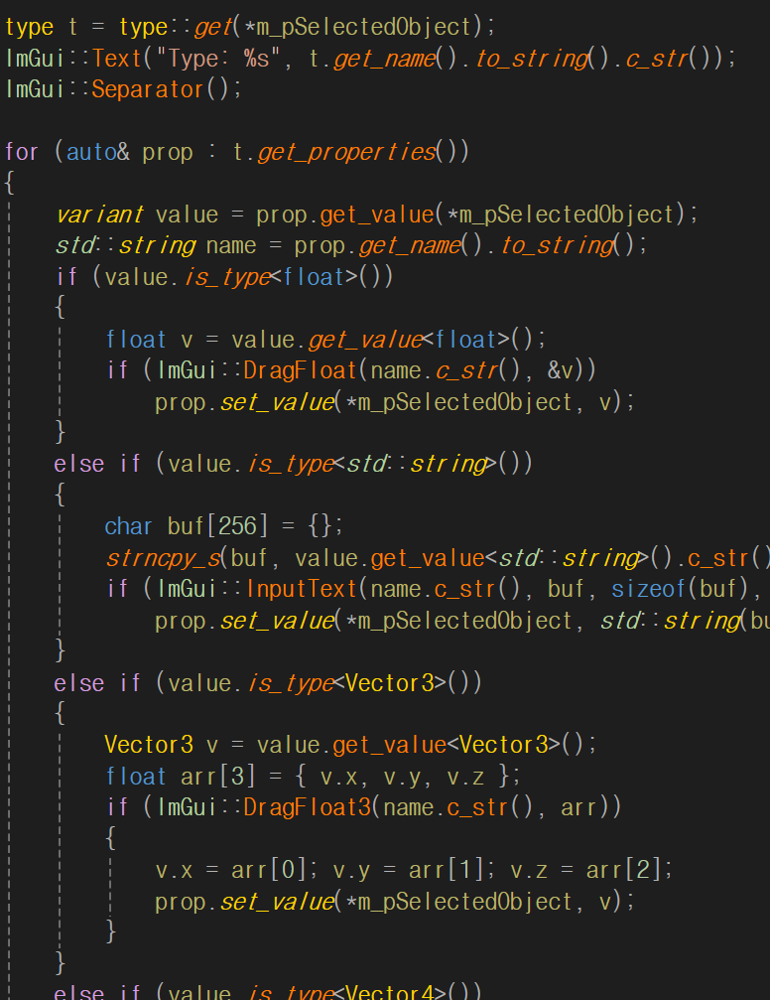 type t = type::get(*m_pSelectedObject);
ImGui::Text("Type: %s", t.get_name().to_string().c_str());
ImGui::Separator();
for (auto& prop : t.get_properties())
{
variant value = prop.get_value(*m_pSelectedObject);
std::string name = prop.get_name().to_string();
if (value.is_type<float>())
{
float v = value.get_value<float>();
if (ImGui::DragFloat(name.c_str(), &v))
prop.set_value(*m_pSelectedObject, v);
}
else if (value.is_type<std::string>())
{
char buf[256] = {};
strncpy_s(buf, value.get_value<std::string>().c_str()
if (ImGui::InputText(name.c_str(), buf, sizeof(buf),
prop.set_value(*m_pSelectedObject, std::string(bu
}
else if (value.is_type<Vector3>())
{
Vector3 v = value.get_value<Vector3>();
float arr[3] = { v.x, v.y, v.z };
if (ImGui::DragFloat3(name.c_str(), arr))
{
v.x = arr[0]; v.y = arr[1]; v.z = arr[2];
prop.set_value(*m_pSelectedObject, v);
}
}
else if (value.is_type<Vector4>())